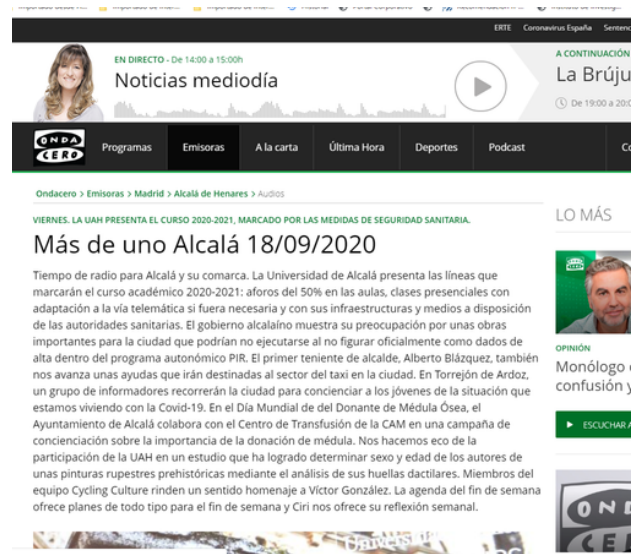 ERTE Coronavirus España
EN DIRECTO - De 14:00 a 15:00h
Noticias mediodía
A CONTINUACIÓN
La Bróju
De 19:00 a 20:0
ONDA
CERO
Programas Emisoras A la carta Última Hora Deportes Podcast
Ondacero > Emisoras > Madrid > Alcalá de Henares > Audios
VIERNES. LA UAH PRESENTA EL CURSO 2020-2021, MARCADO POR LAS MEDIDAS DE SEGURIDAD SANITARIA.
Más de uno Alcalá 18/09/2020
Tiempo de radio para Alcalá y su comarca. La Universidad de Alcalá presenta las líneas que
marcarán el curso académico 2020-2021: aforos del 50% en las aulas, clases presenciales con
adaptación a la vía telemática si fuera necesaria y con sus infraestructuras y medios a disposición
de las autoridades sanitarias. El gobierno alcalaíno muestra su preocupación por unas obras
importantes para la ciudad que podrían no ejecutarse al no figurar oficialmente como dados de
alta dentro del programa autonómico PIR. El primer teniente de alcalde, Alberto Blázquez, también
nos avanza unas ayudas que irán destinadas al sector del taxi en la ciudad. En Torrejón de Ardoz,
un grupo de informadores recorrerán la ciudad para concienciar a los jóvenes de la situación que
estamos viviendo con la Covid-19. En el Día Mundial de del Donante de Médula Ósea, el
Ayuntamiento de Alcalá colabora con el Centro de Transfusión de la CAM en una campaña de
concienciación sobre la importancia de la donación de médula. Nos hacemos eco de la
participación de la UAH en un estudio que ha logrado determinar sexo y edad de los autores de
unas pinturas rupestres prehistóricas mediante el análisis de sus huellas dactilares. Miembros del
equipo Cycling Culture rinden un sentido homenaje a Víctor González. La agenda del fin de semana
ofrece planes de todo tipo para el fin de semana y Ciri nos ofrece su reflexión semanal.
LO MÁS
OPINIÓN
Monólogo
confusión y
ESCUCHAR A